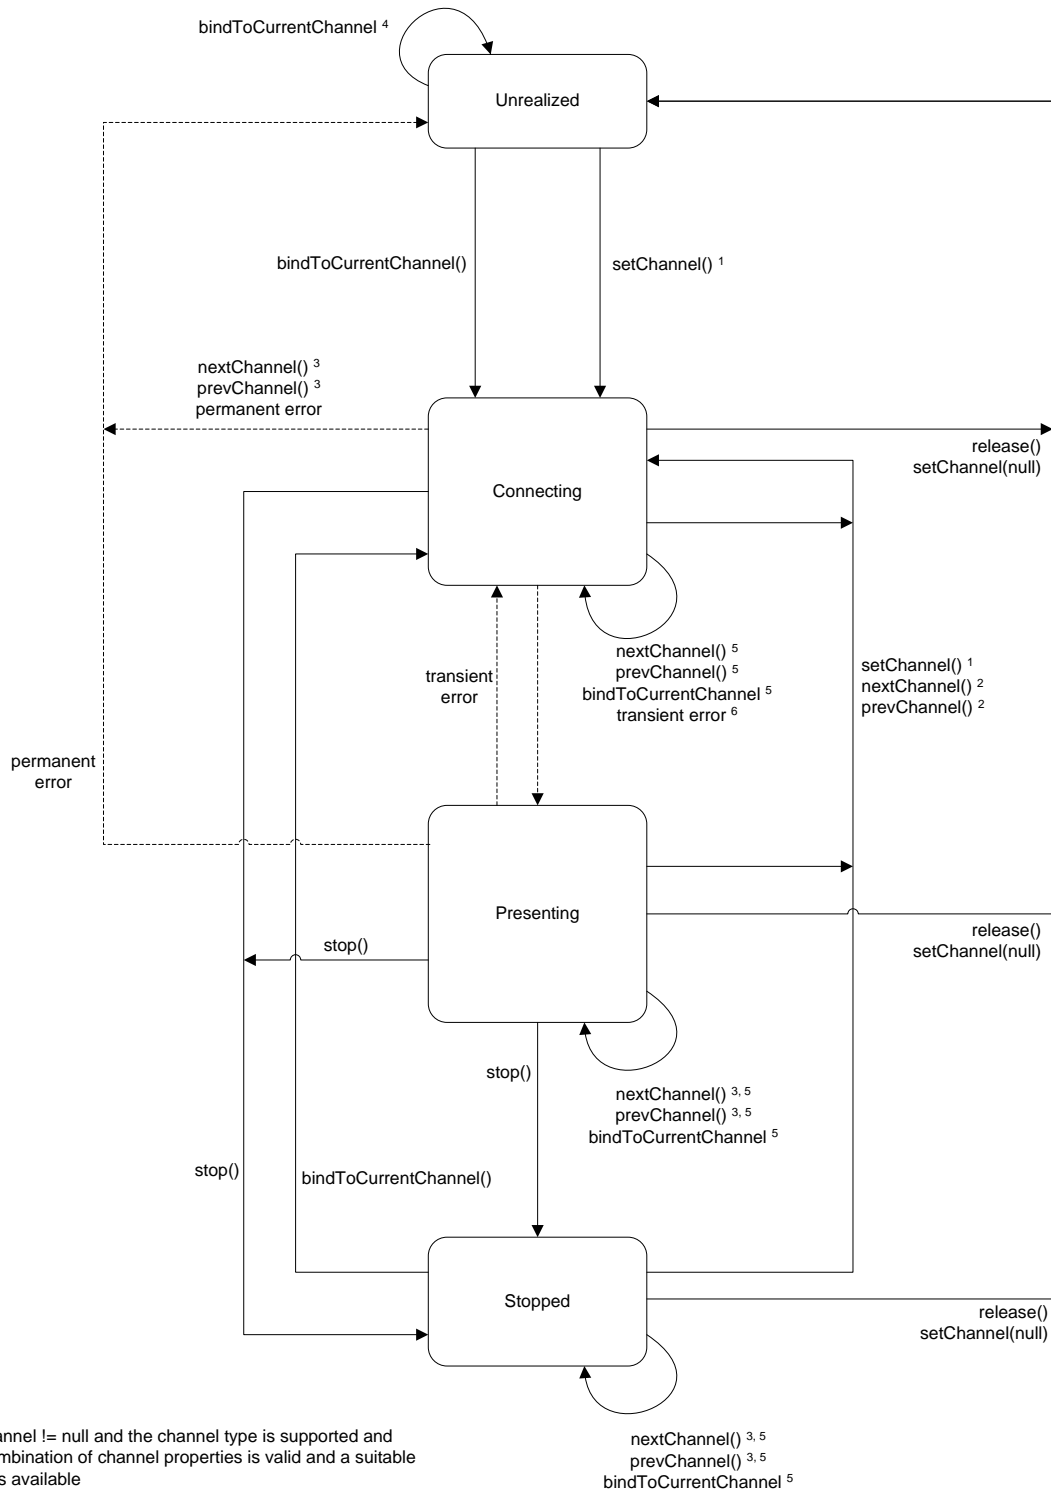 bindToCurrentChannel 4
Unrealized
bindToCurrentChannel()
setChannel() 1
nextChannel() 3
prevChannel() 3
permanent error
release()
setChannel(null)
Connecting
nextChannel() 5
prevChannel() 5
bindToCurrentChannel 5
transient error 6
transient
error
setChannel() 1
nextChannel() 2
prevChannel() 2
permanent
error
Presenting
release()
setChannel(null)
stop()
stop()
nextChannel() 3, 5
prevChannel() 3, 5
bindToCurrentChannel 5
stop()
bindToCurrentChannel()
Stopped
release()
setChannel(null)
nextChannel() 3, 5
prevChannel() 3, 5
bindToCurrentChannel 5
annel != null and the channel type is supported and
mbination of channel properties is valid and a suitable
s available